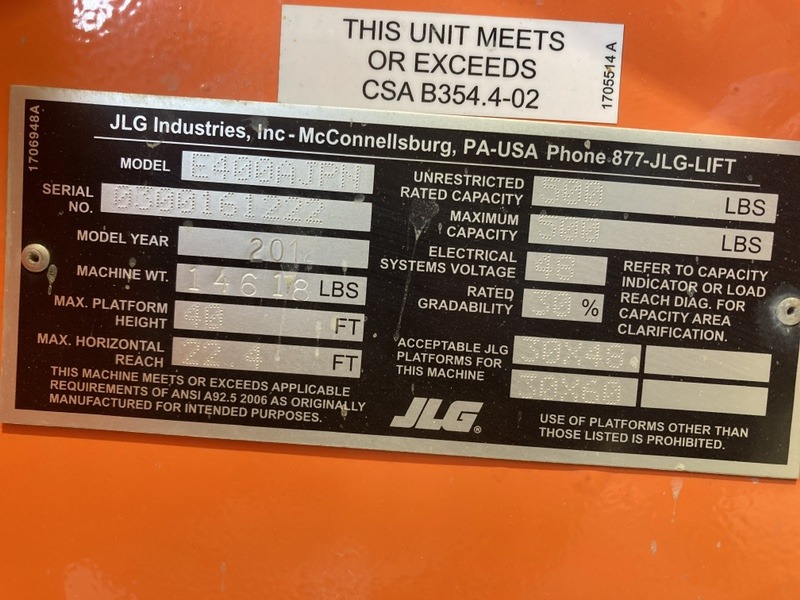 THIS UNIT MEETS
OR EXCEEDS
CSA B354.4-02
1705514 A
1706948A
JLG Industries, Inc - McConnellsburg, PA-USA Phone 877-JLG-LIFT
MODEL E400AJPN
SERIAL NO. 0300161222
MODEL YEAR
MACHINE WT. 14618 LBS
MAX. PLATFORM HEIGHT 40 FT
MAX. HORIZONTAL REACH 22.4 FT
THIS MACHINE MEETS OR EXCEEDS APPLICABLE
REQUIREMENTS OF ANSI A92.5 2006 AS ORIGINALLY
MANUFACTURED FOR INTENDED PURPOSES.
UNRESTRICTED RATED CAPACITY 500 LBS
MAXIMUM CAPACITY 500 LBS
ELECTRICAL SYSTEMS VOLTAGE 48
RATED GRADABILITY 30 %
REFER TO CAPACITY
INDICATOR OR LOAD
REACH DIAG. FOR
CAPACITY AREA
CLARIFICATION.
ACCEPTABLE JLG
PLATFORMS FOR
THIS MACHINE
30X48
30X60
JLG®
USE OF PLATFORMS OTHER THAN
THOSE LISTED IS PROHIBITED.